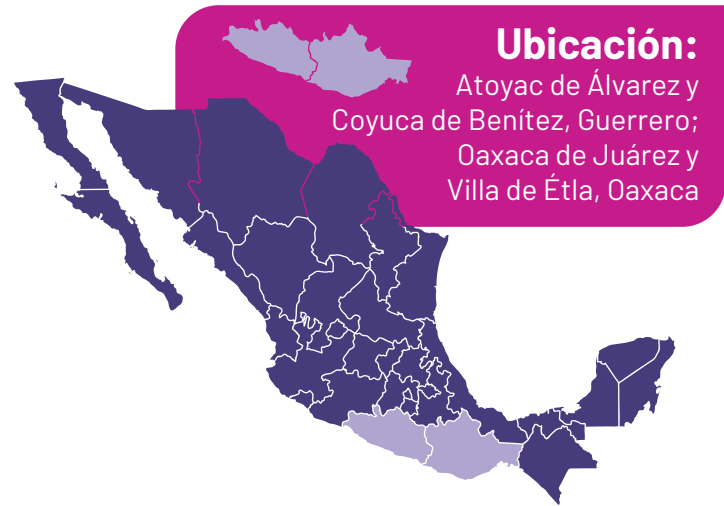 Ubicación:
Atoyac de Álvarez y
Coyuca de Benítez, Guerrero;
Oaxaca de Juárez y
Villa de Étla, Oaxaca